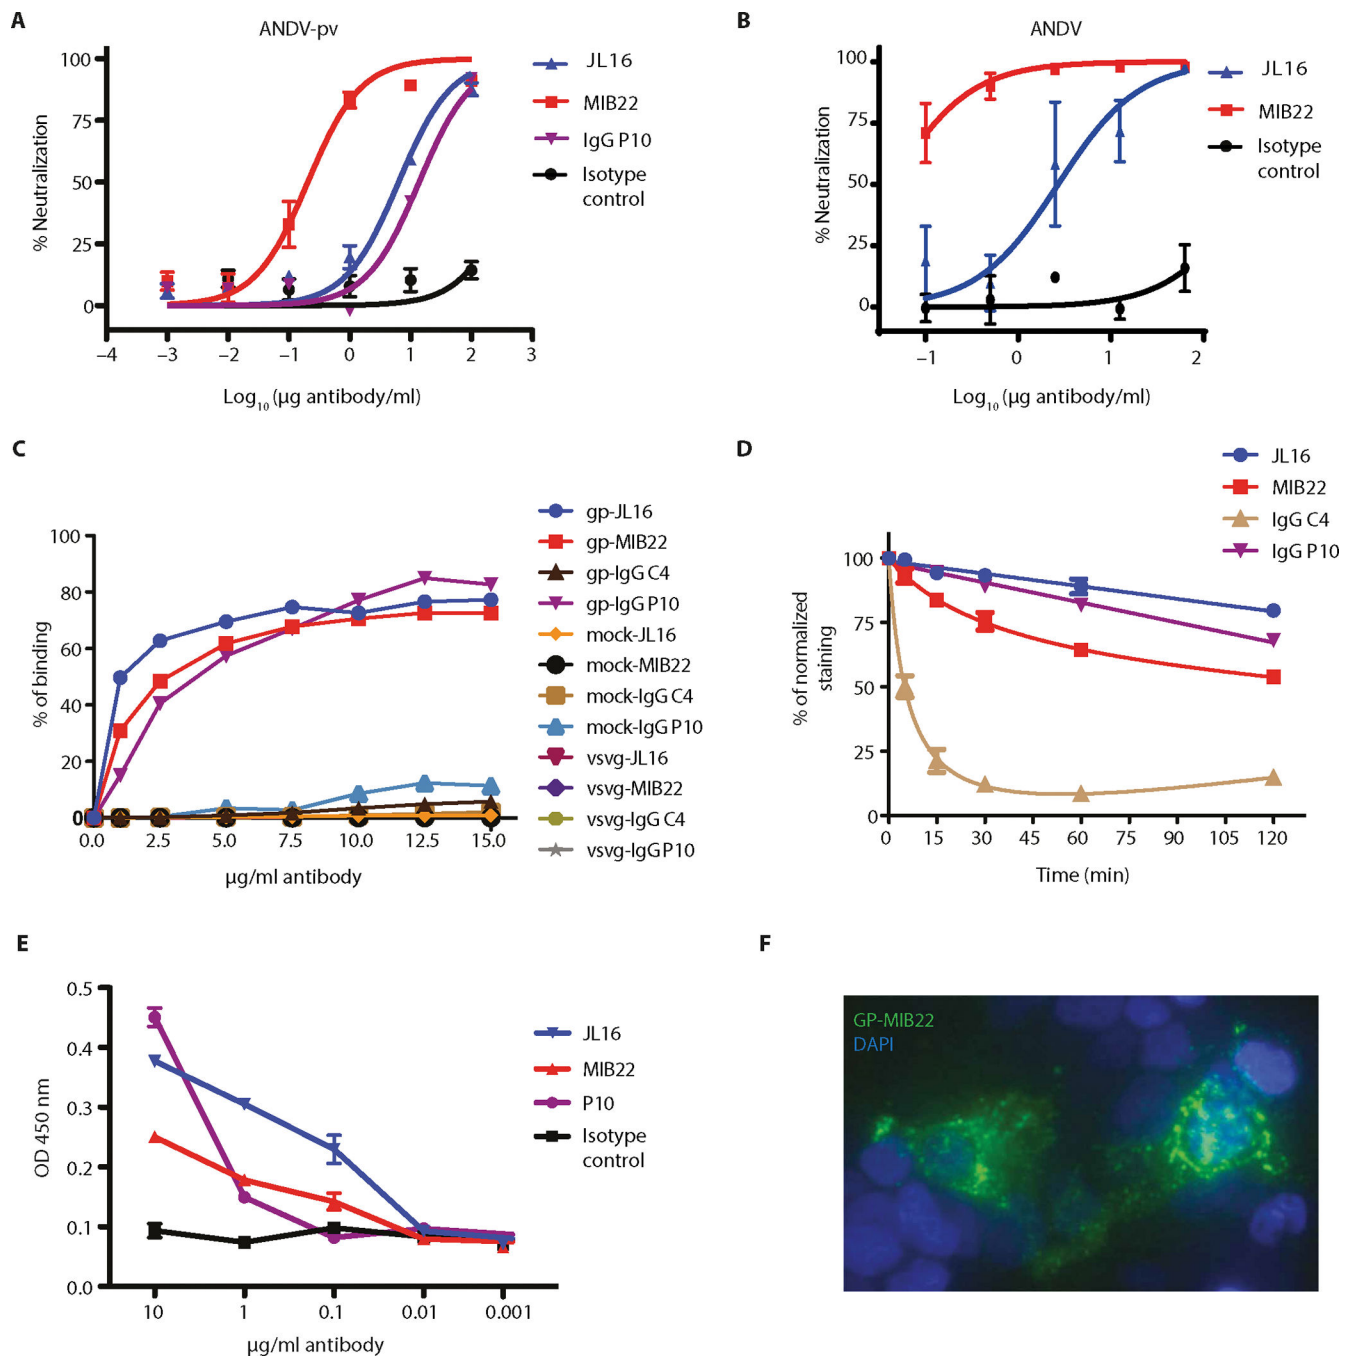 A
ANDV-pv
100
75
50
25
0
% Neutralization
–4 –3 –2 –1 0 1 2 3
Log10 (µg antibody/ml)
JL16
MIB22
IgG P10
Isotype
control
B
ANDV
100
75
50
25
0
% Neutralization
–1 0 1 2
Log10 (µg antibody/ml)
JL16
MIB22
Isotype
control
C
100
80
60
40
20
0
% of binding
0.0 2.5 5.0 7.5 10.0 12.5 15.0
µg/ml antibody
gp-JL16
gp-MIB22
gp-IgG C4
gp-IgG P10
mock-JL16
mock-MIB22
mock-IgG C4
mock-IgG P10
vsvg-JL16
vsvg-MIB22
vsvg-IgG C4
vsvg-IgGP10
D
JL16
MIB22
IgG C4
IgG P10
100
75
50
25
0
% of normalized
staining
0 15 30 45 60 75 90 105 120
Time (min)
E
0.5
0.4
0.3
0.2
0.1
0.0
OD 450 nm
10 1 0.1 0.01 0.001
µg/ml antibody
JL16
MIB22
P10
Isotype
control
F
GP-MIB22
DAPI